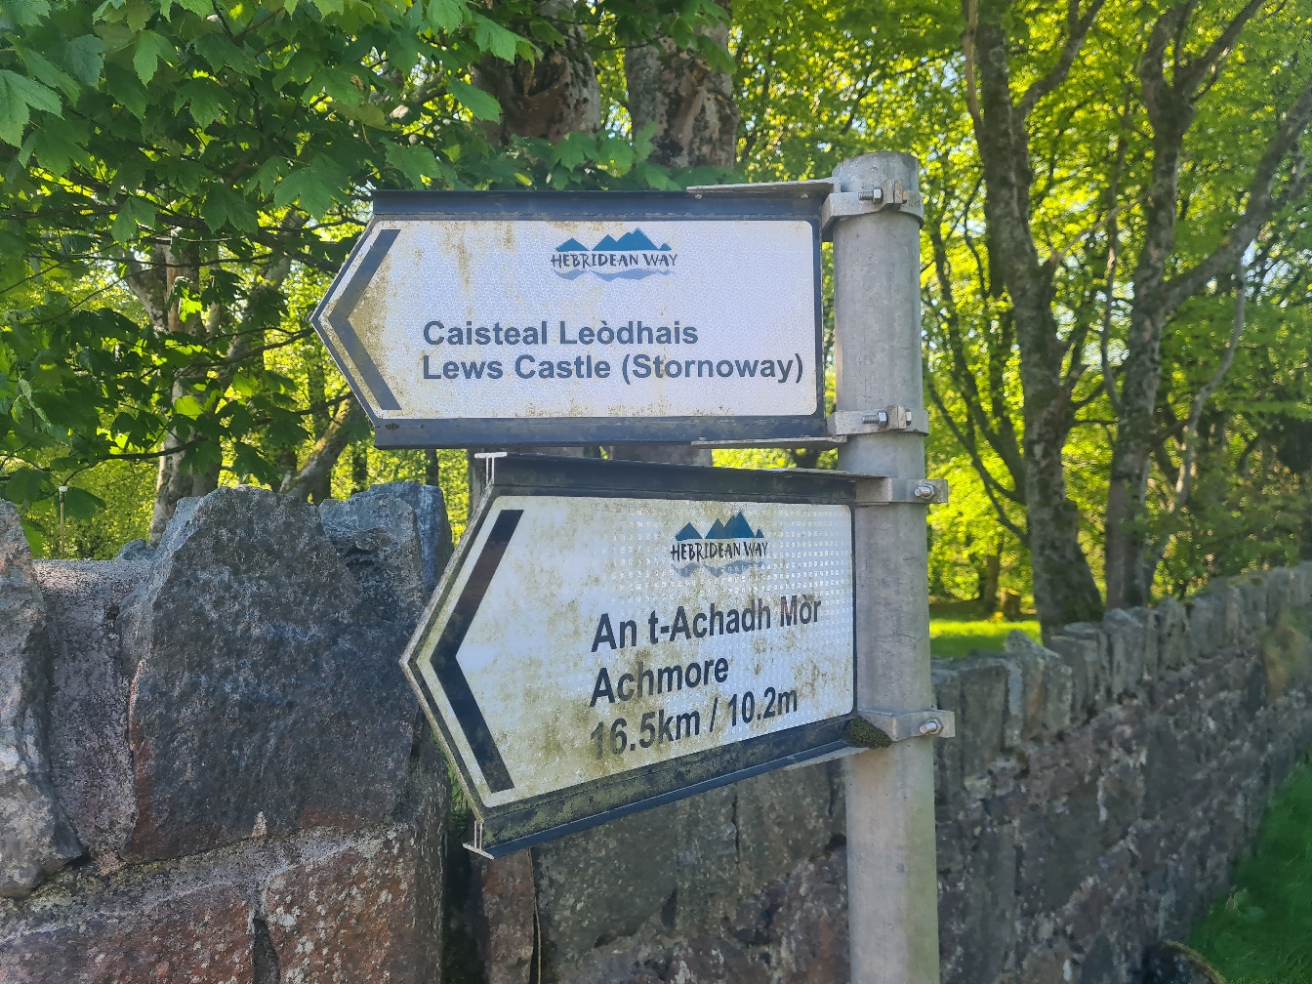 HEBRIDEAN WAY
Caisteal Leòdhais
Lews Castle (Stornoway)
HEBRIDEAN WAY
An t-Achadh Mòr
Achmore
16.5km / 10.2m